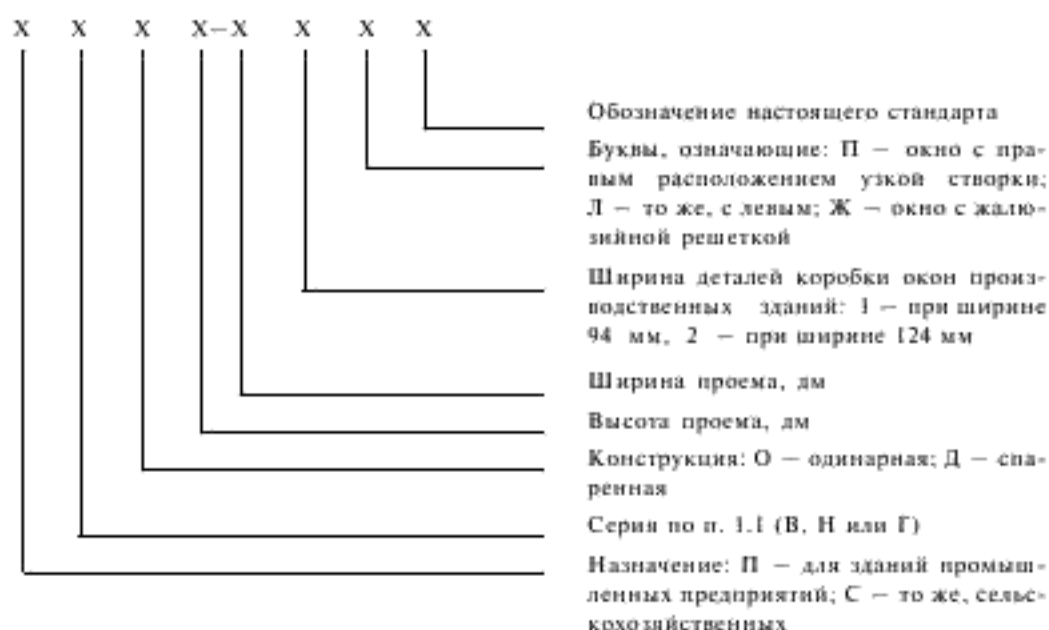 X X X X–X X X X
Обозначение настоящего стандарта
Буквы, означающие: П — окно с пра-
вым расположением узкой створки;
Л — то же, с левым; Ж — окно с жалю-
зийной решеткой
Ширина деталей коробки окон произ-
водственных зданий: 1 — при ширине
94 мм, 2 — при ширине 124 мм
Ширина проема, дм
Высота проема, дм
Конструкция: О — одинарная; Д — спа-
ренная
Серия по п. 1.1 (В, Н или Г)
Назначение: П — для зданий промыш-
ленных предприятий; С — то же, сельс-
кохозяйственных